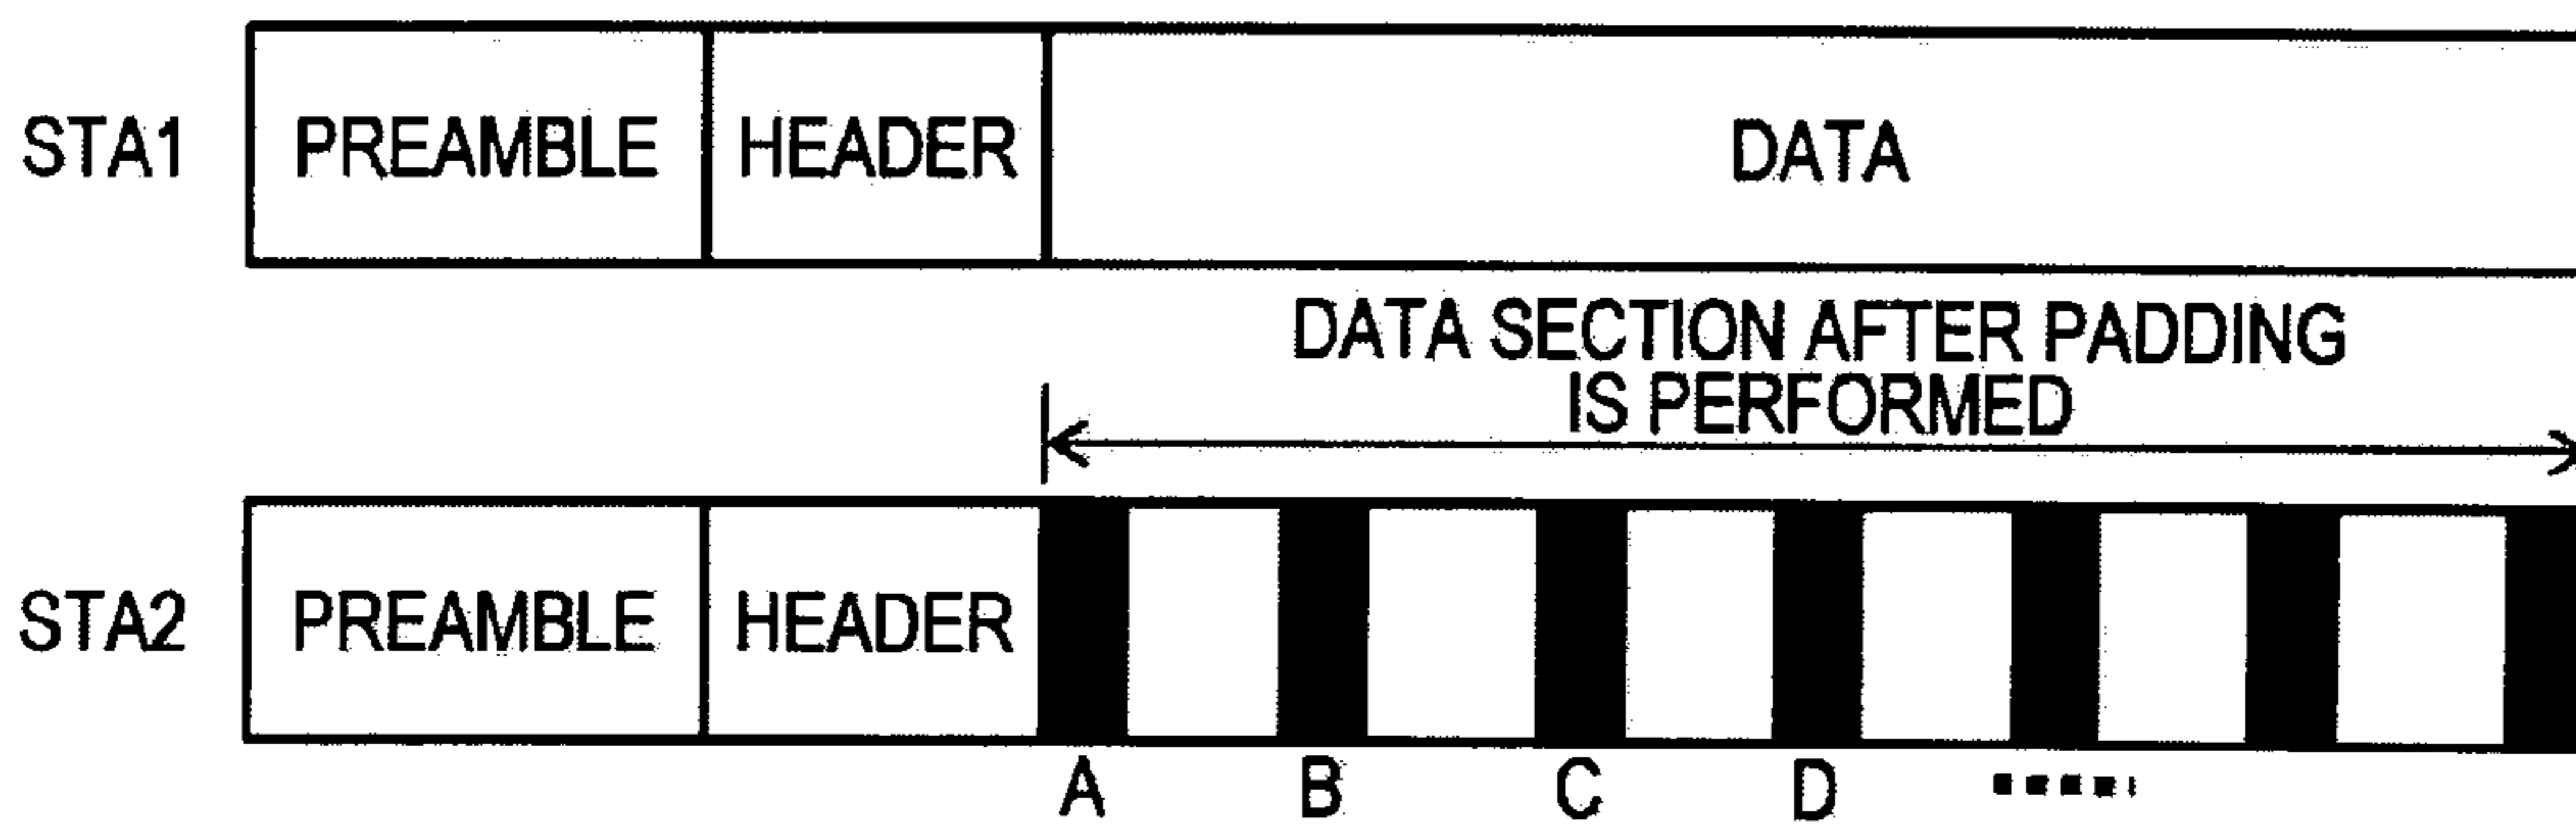 STA1 PREAMBLE HEADER DATA
DATA SECTION AFTER PADDING
IS PERFORMED
STA2 PREAMBLE HEADER
A B C D